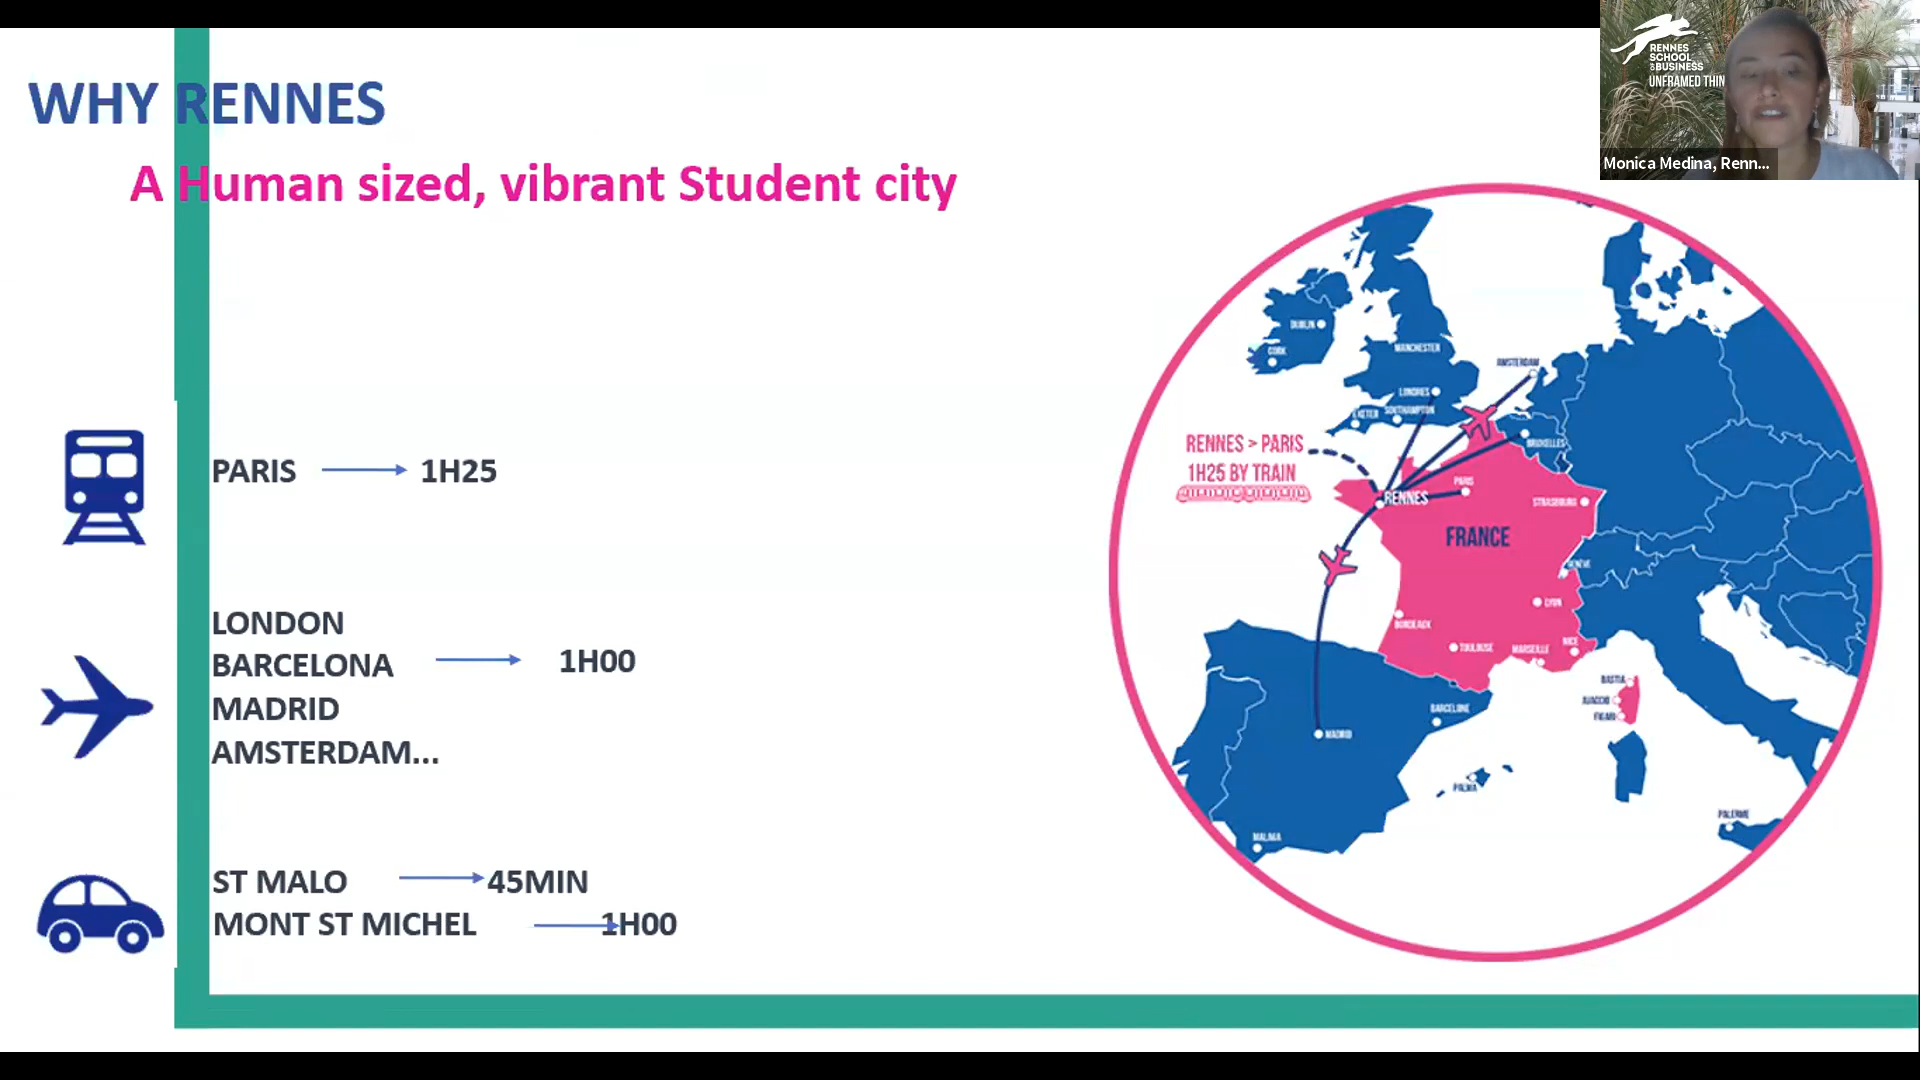 WHY RENNES
A Human sized, vibrant Student city
RENNES
SCHOOL
OF BUSINESS
UNFRAMED THIN
Monica Medina, Renn...
PARIS 1H25
LONDON
BARCELONA 1H00
MADRID
AMSTERDAM...
ST MALO 45MIN
MONT ST MICHEL 1H00
DUBLIN
CORK
MANCHESTER
AMSTERDAM
LONDRES
EXETER
SOUTHAMPTON
BRUXELLES
RENNES > PARIS
1H25 BY TRAIN
PARIS
RENNES
STRASBOURG
FRANCE
GENÈVE
LYON
BORDEAUX
TOULOUSE
MARSEILLE
NICE
BASTIA
AJACCIO
FIGARI
BARCELONE
MADRID
PALMA
MALAGA
PALERME